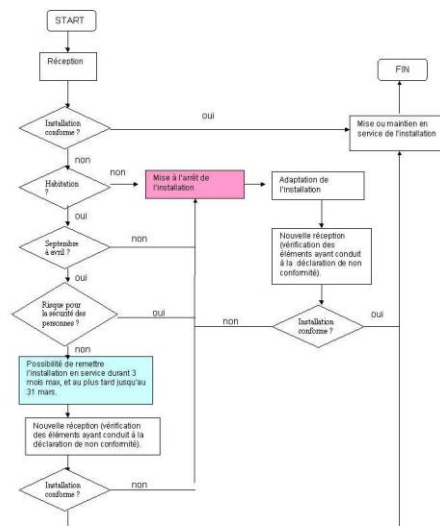 START
Réception
FIN
oui
Installation
conforme ?
Mise ou maintien en
service de l'installation
non
Habitation
?
non
Mise à l'arrêt de
l'installation
Adaptation de
l'installation
oui
Septembre
à avril ?
non
Nouvelle réception
(vérification des
éléments ayant conduit
à la déclaration de non
conformité).
oui
Risque pour
la sécurité des
personnes ?
oui
non
Installation
conforme ?
oui
non
Possibilité de remettre
l'installation en service durant 3
mois max, et au plus tard jusqu'au
31 mars.
Nouvelle réception (vérification
des éléments ayant conduit à la
déclaration de non conformité).
Installation
conforme ?
non